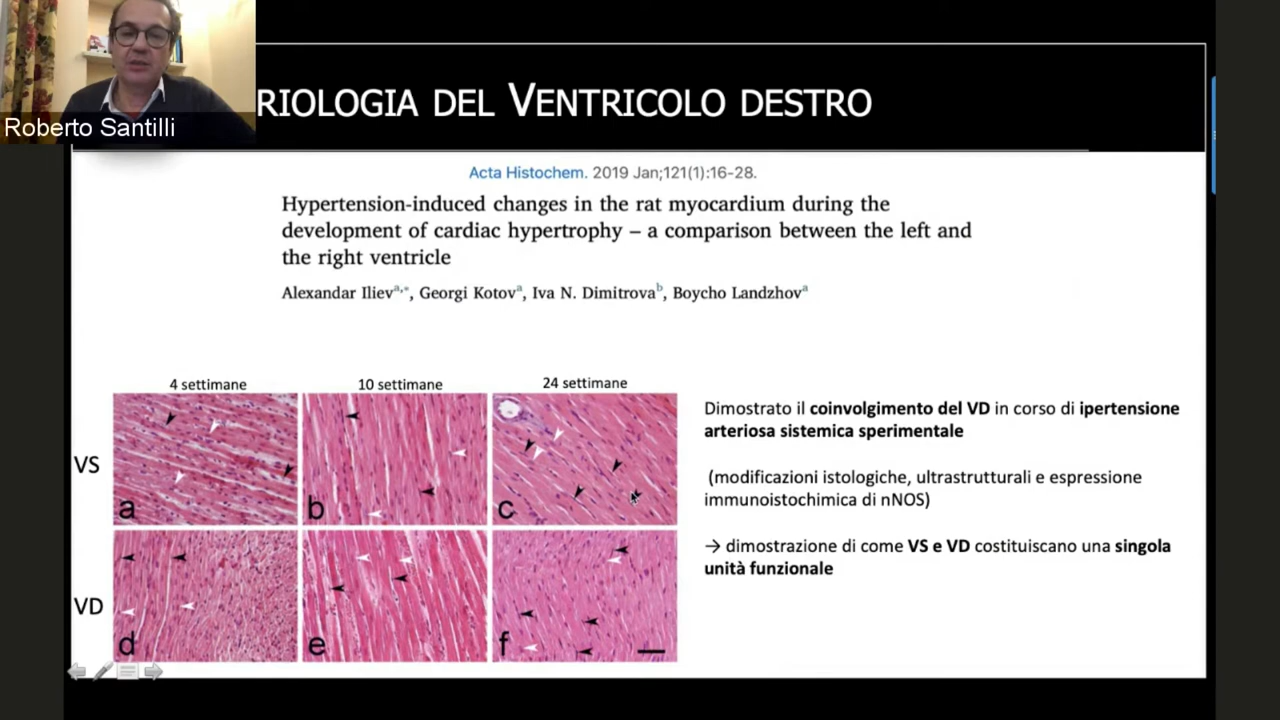 RIOLOGIA DEL VENTRICOLO DESTRO
Roberto Santilli
Acta Histochem. 2019 Jan;121(1):16-28.
Hypertension-induced changes in the rat myocardium during the
development of cardiac hypertrophy – a comparison between the left and
the right ventricle
Alexandar Iliev a,*, Georgi Kotov a, Iva N. Dimitrova b, Boycho Landzhov a
4 settimane 10 settimane 24 settimane
VS
a b c
VD
d e f
Dimostrato il coinvolgimento del VD in corso di ipertensione
arteriosa sistemica sperimentale
(modificazioni istologiche, ultrastrutturali e espressione
immunoistochimica di nNOS)
→ dimostrazione di come VS e VD costituiscano una singola
unità funzionale